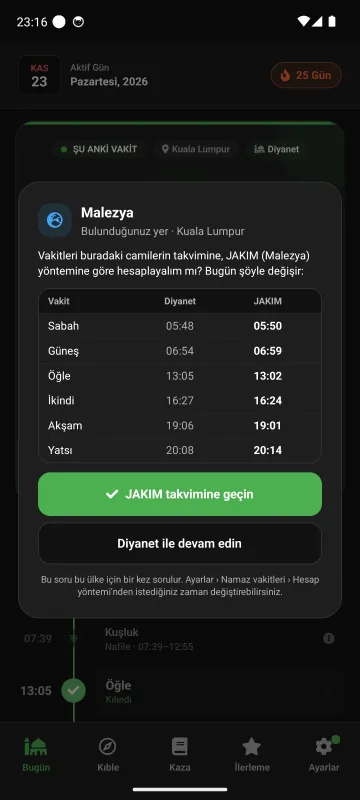 23:16
KAS
23
Aktif Gün
Pazartesi, 2026
25 Gün
ŞU ANKİ VAKİT
Kuala Lumpur
Diyanet
Malezya
Bulunduğunuz yer · Kuala Lumpur
Vakitleri buradaki camilerin takvimine, JAKIM (Malezya)
yöntemine göre hesaplayalım mı? Bugün şöyle değişir:
Vakit Diyanet JAKIM
Sabah 05:48 05:50
Güneş 06:54 06:59
Öğle 13:05 13:02
İkindi 16:27 16:24
Akşam 19:06 19:01
Yatsı 20:08 20:14
JAKIM takvimine geçin
Diyanet ile devam edin
Bu soru bu ülke için bir kez sorulur. Ayarlar › Namaz vakitleri › Hesap
yöntemi'nden istediğiniz zaman değiştirebilirsiniz.
07:39
Kuşluk
Nafile · 07:39–12:55
13:05
Öğle
Kılındı
Bugün
Kıble
Kaza
İlerleme
Ayarlar